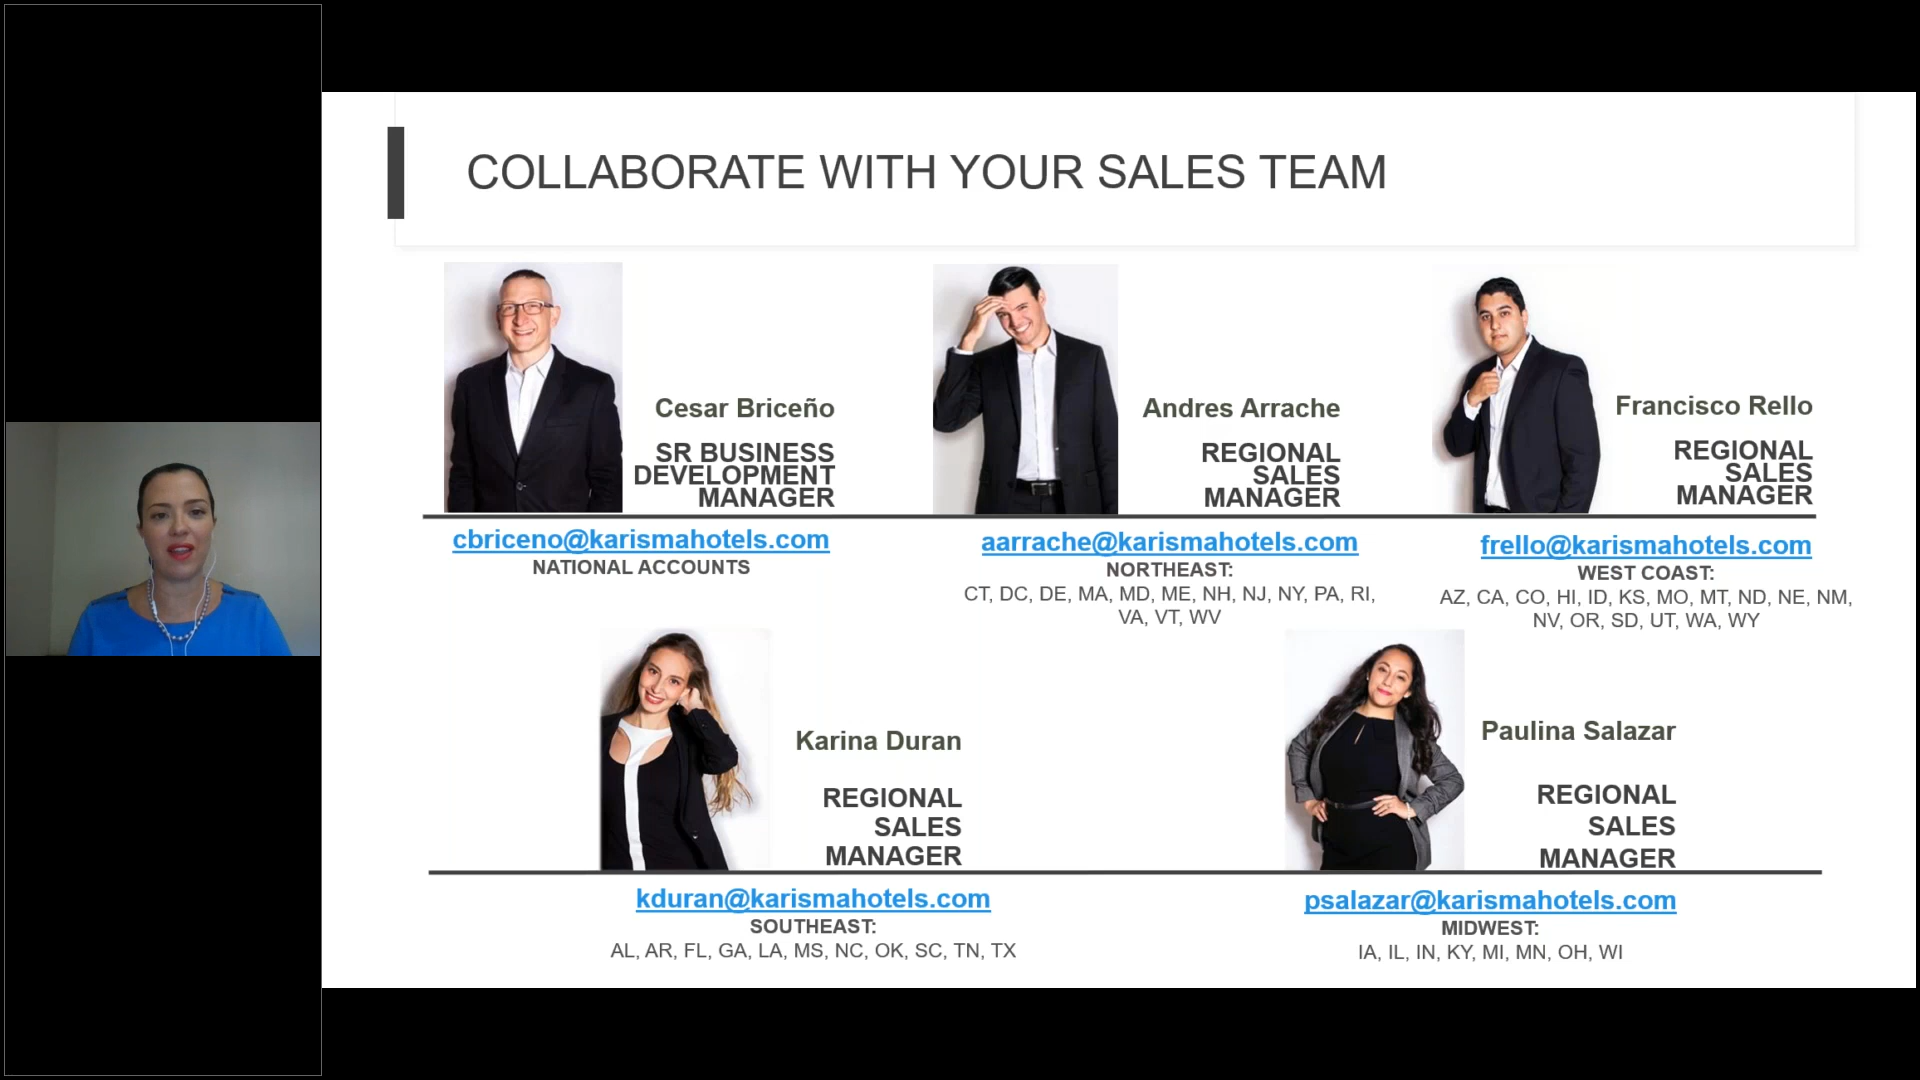 COLLABORATE WITH YOUR SALES TEAM
Cesar Briceño
SR BUSINESS
DEVELOPMENT
MANAGER
cbriceno@karismahotels.com
NATIONAL ACCOUNTS
Andres Arrache
REGIONAL
SALES
MANAGER
aarrache@karismahotels.com
NORTHEAST:
CT, DC, DE, MA, MD, ME, NH, NJ, NY, PA, RI,
VA, VT, WV
Francisco Rello
REGIONAL
SALES
MANAGER
frello@karismahotels.com
WEST COAST:
AZ, CA, CO, HI, ID, KS, MO, MT, ND, NE, NM,
NV, OR, SD, UT, WA, WY
Karina Duran
REGIONAL
SALES
MANAGER
kduran@karismahotels.com
SOUTHEAST:
AL, AR, FL, GA, LA, MS, NC, OK, SC, TN, TX
Paulina Salazar
REGIONAL
SALES
MANAGER
psalazar@karismahotels.com
MIDWEST:
IA, IL, IN, KY, MI, MN, OH, WI